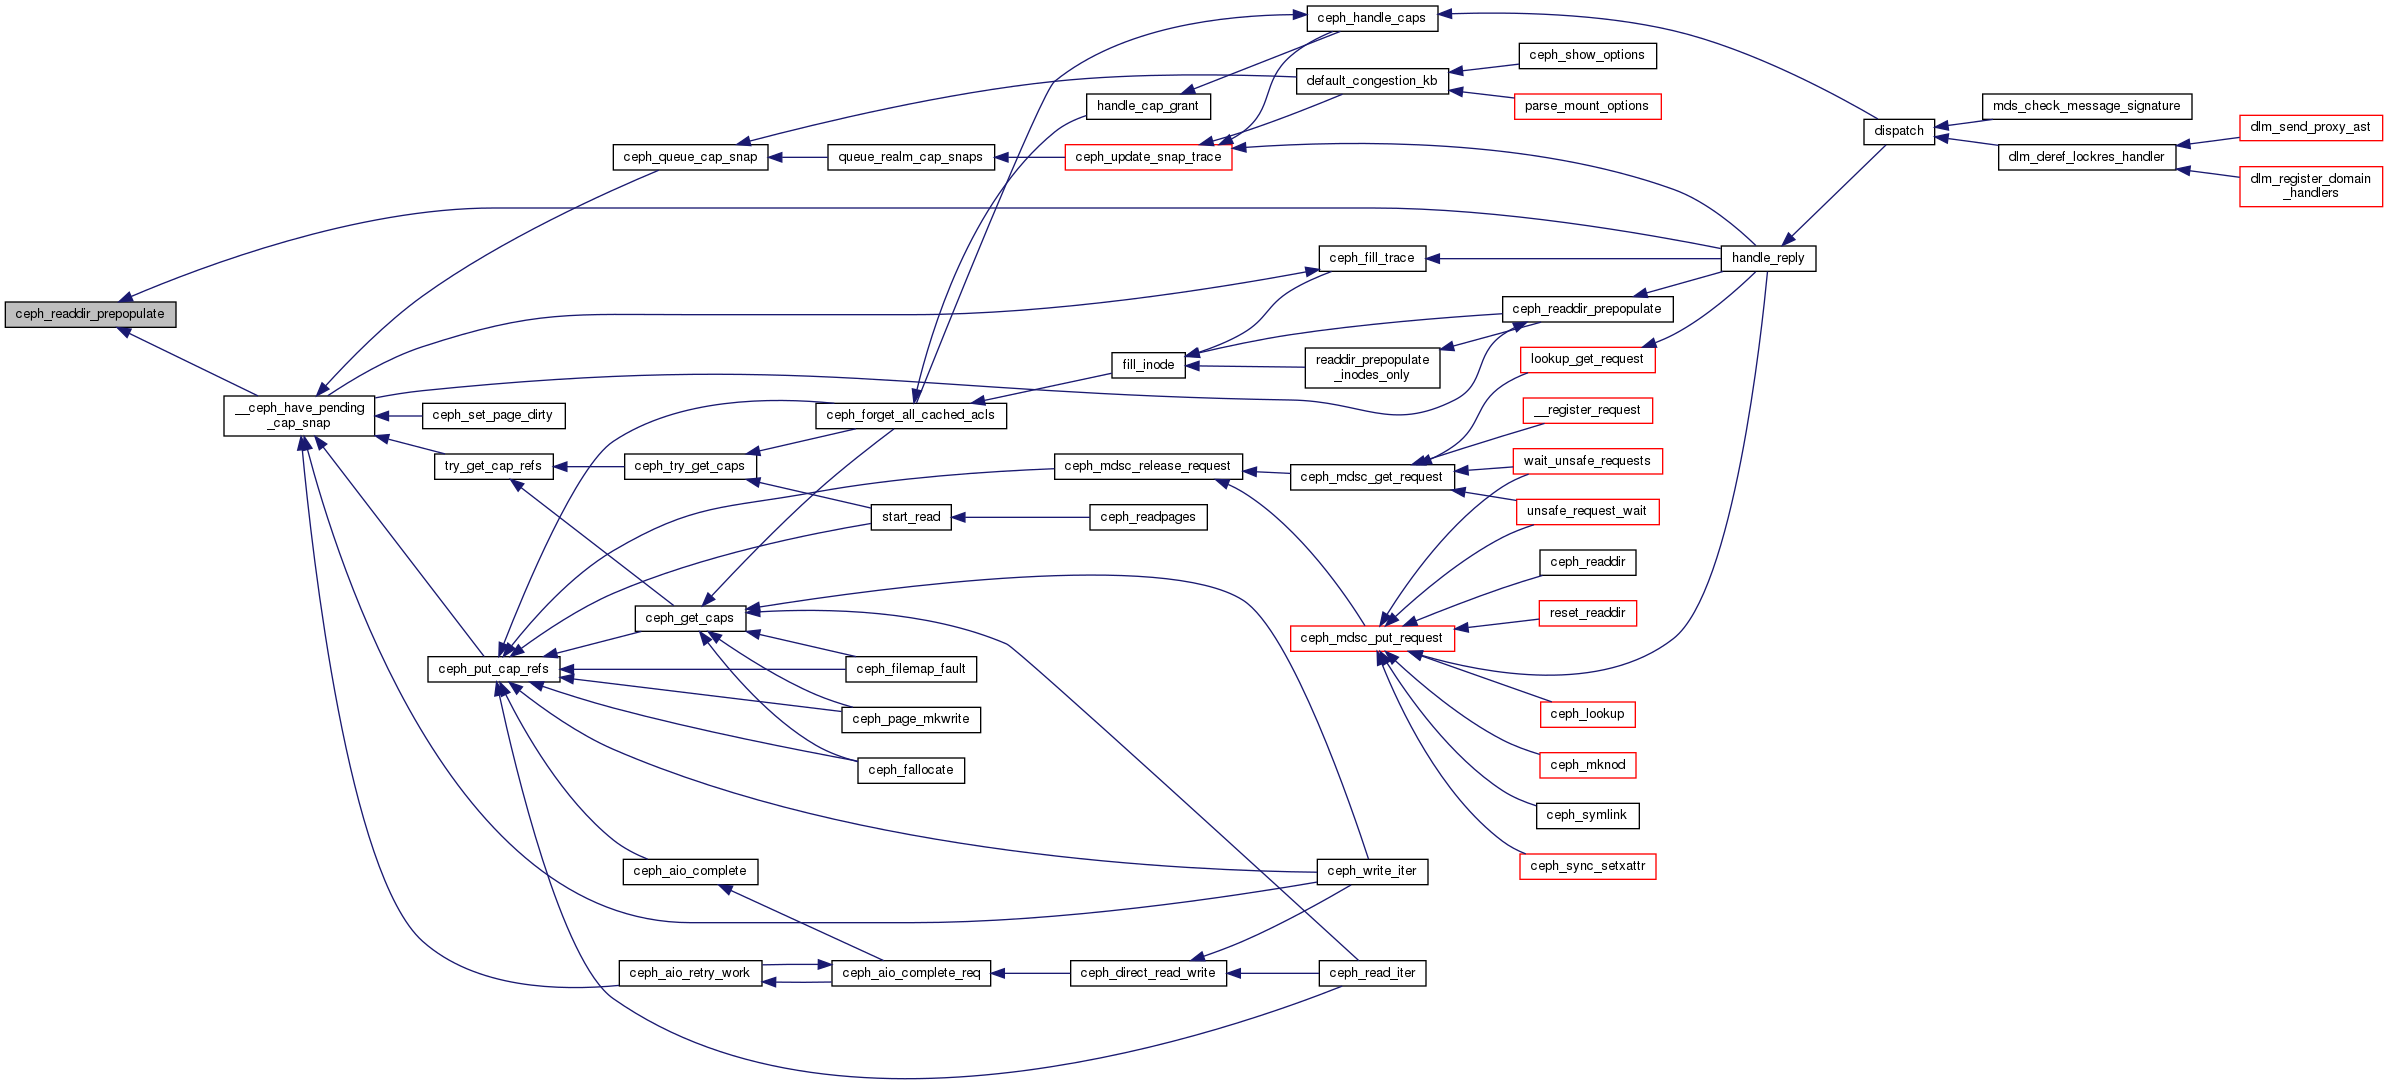 ceph_handle_caps
ceph_show_options
default_congestion_kb
handle_cap_grant
parse_mount_options
mds_check_message_signature
dispatch
dlm_send_proxy_ast
ceph_queue_cap_snap
queue_realm_cap_snaps
ceph_update_snap_trace
dlm_deref_lockres_handler
dlm_register_domain
_handlers
ceph_fill_trace
handle_reply
ceph_readdir_prepopulate
ceph_readdir_prepopulate
fill_inode
readdir_prepopulate
_inodes_only
lookup_get_request
__ceph_have_pending
_cap_snap
ceph_set_page_dirty
ceph_forget_all_cached_acls
__register_request
try_get_cap_refs
ceph_try_get_caps
ceph_mdsc_release_request
ceph_mdsc_get_request
wait_unsafe_requests
start_read
ceph_readpages
unsafe_request_wait
ceph_readdir
ceph_get_caps
reset_readdir
ceph_mdsc_put_request
ceph_put_cap_refs
ceph_filemap_fault
ceph_page_mkwrite
ceph_lookup
ceph_fallocate
ceph_mknod
ceph_symlink
ceph_aio_complete
ceph_write_iter
ceph_sync_setxattr
ceph_aio_retry_work
ceph_aio_complete_req
ceph_direct_read_write
ceph_read_iter